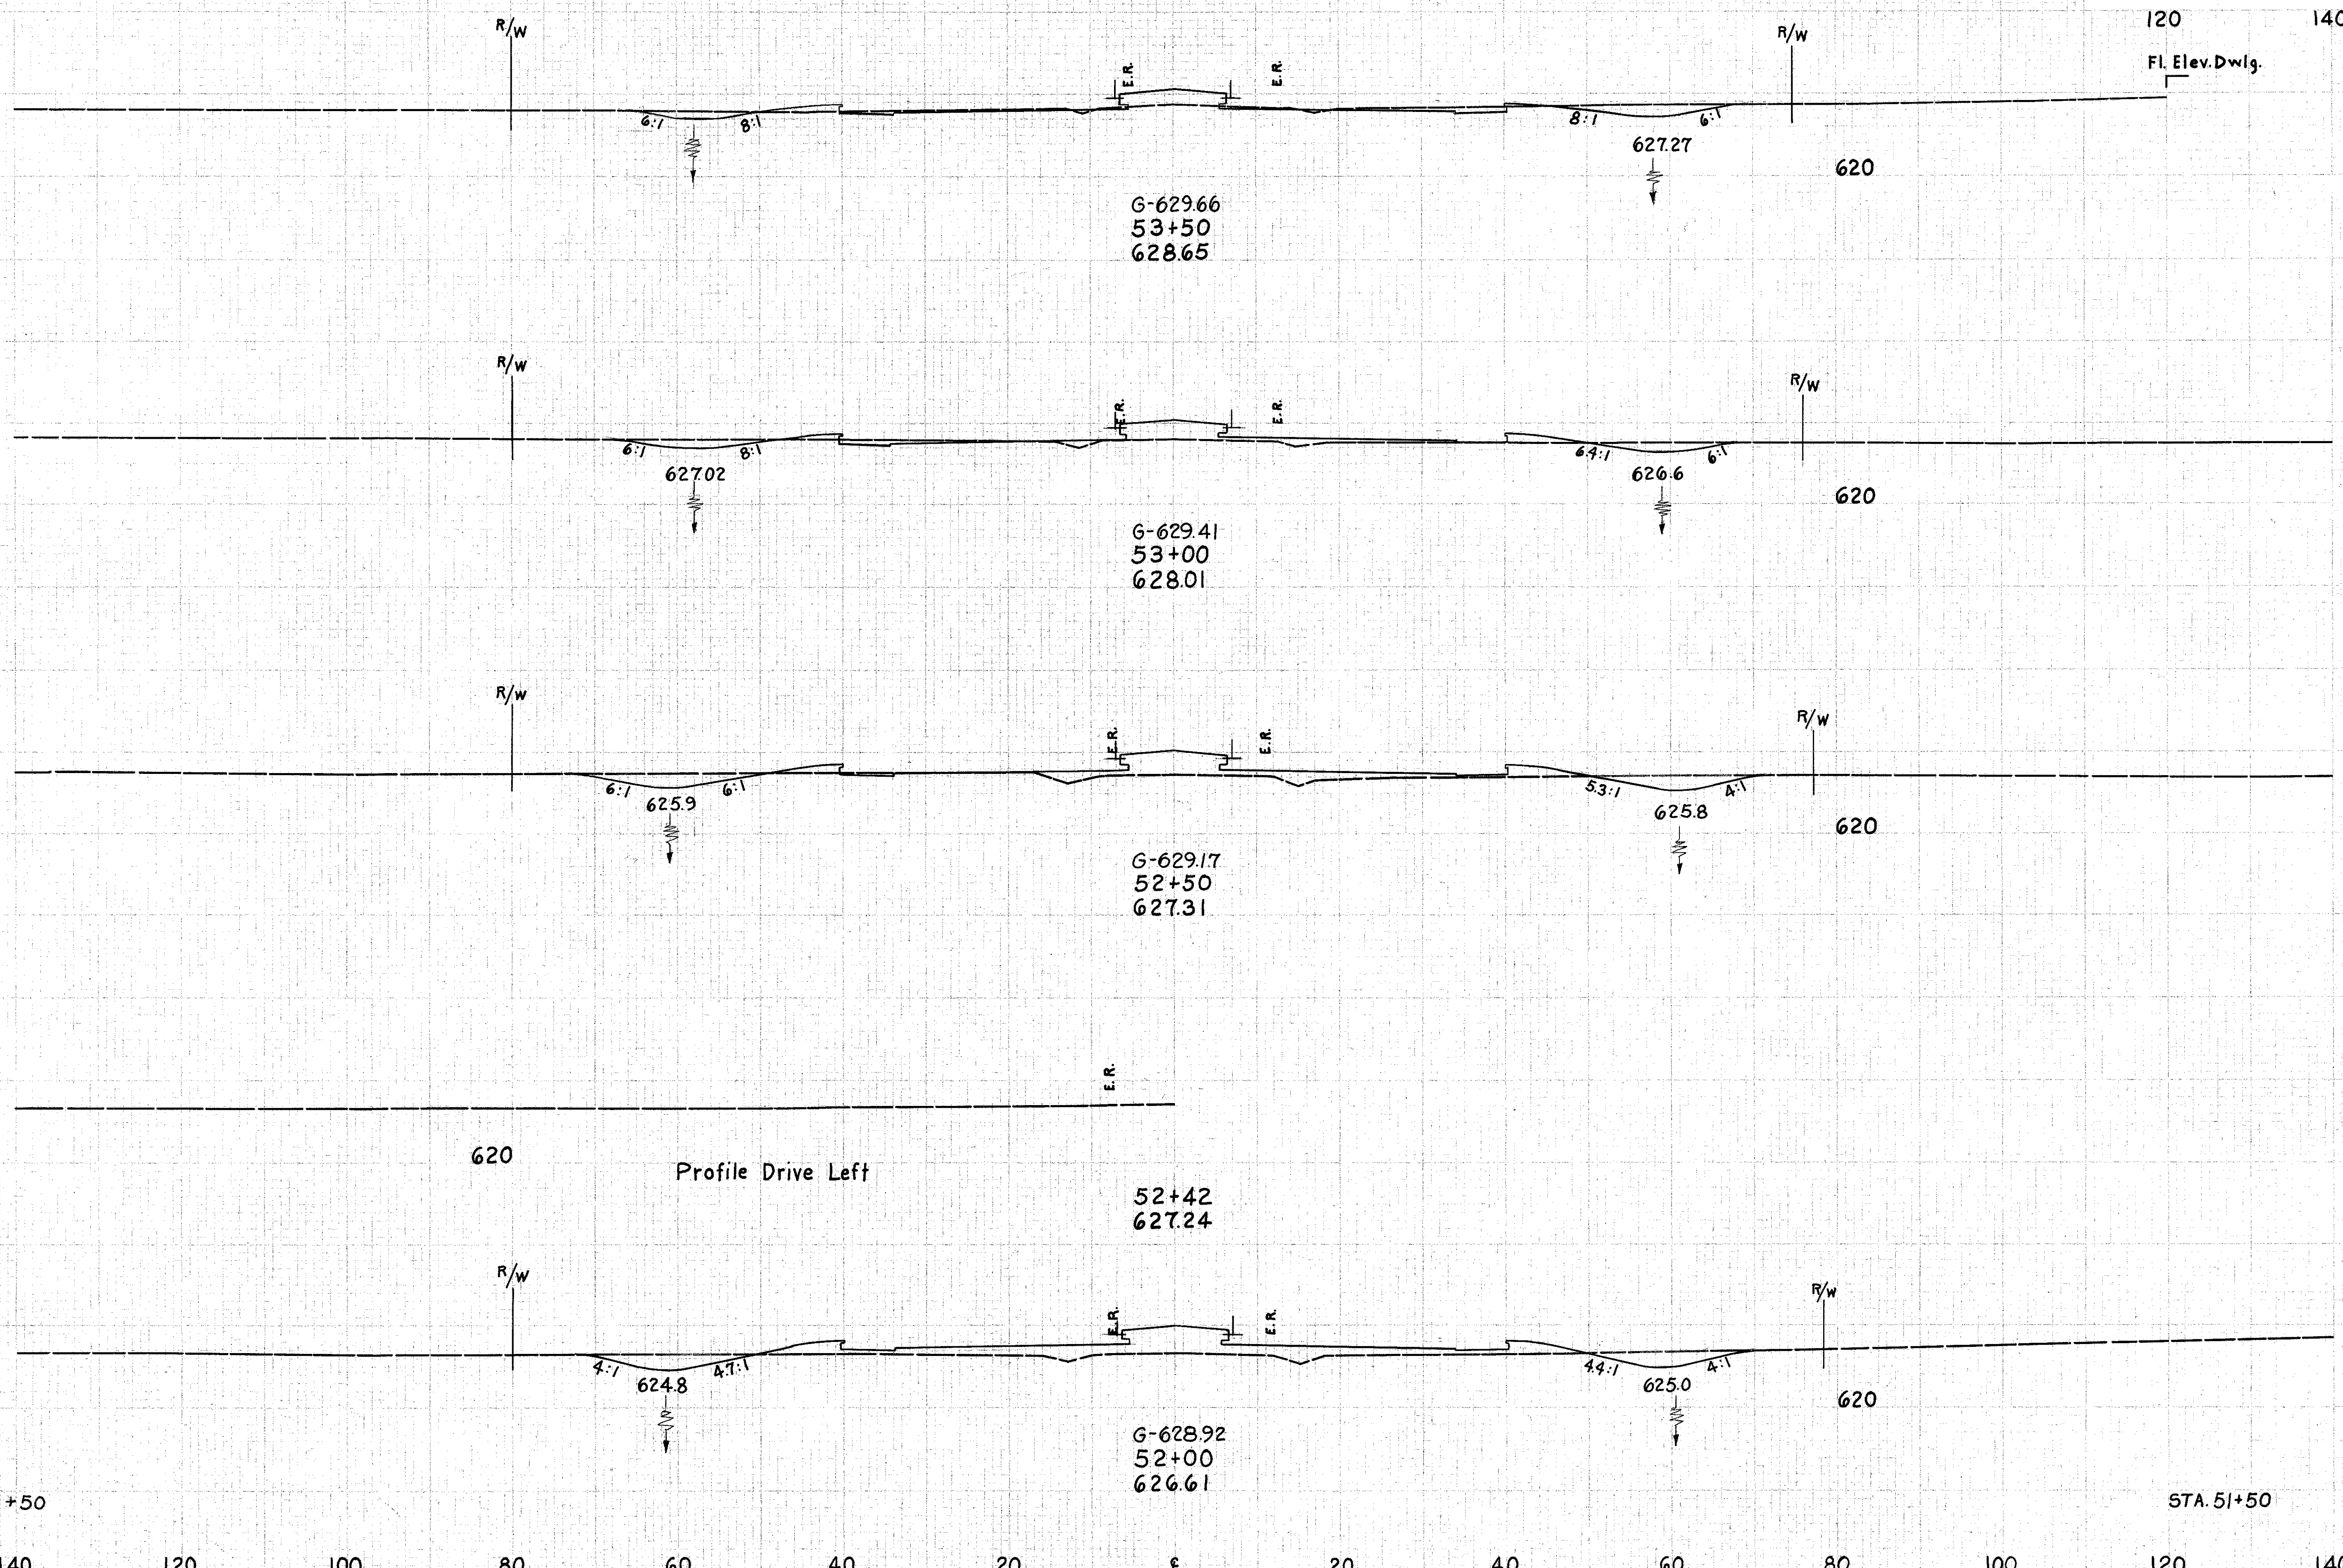 120 140
R/W
R/W
Fl. Elev. Dwlg.
E.R.
E.R.
6:1
8:1
8:1
6:1
627.27
620
G-629.66
53+50
628.65
R/W
R/W
E.R.
E.R.
6:1
8:1
6.4:1
6:1
627.02
626.6
620
G-629.41
53+00
628.01
R/W
R/W
E.R.
E.R.
6:1
6:1
5.3:1
4:1
625.9
625.8
620
G-629.17
52+50
627.31
E.R.
620
Profile Drive Left
52+42
627.24
R/W
R/W
E.R.
E.R.
4:1
4.7:1
4.4:1
4:1
624.8
625.0
620
G-628.92
52+00
626.61
+50
STA. 51+50
140 120 100 80 60 40 20 ℄ 20 40 60 80 100 120 140